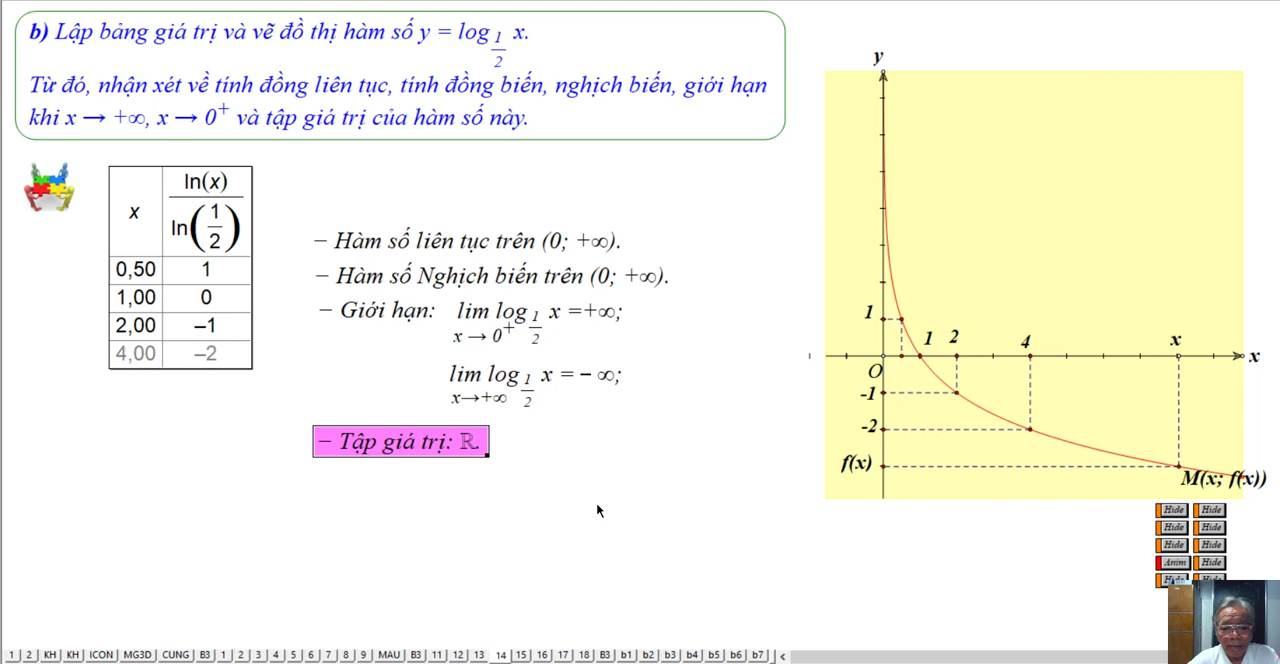 b) Lập bảng giá trị và vẽ đồ thị hàm số y = log 1/2 x.
Từ đó, nhận xét về tính đồng liên tục, tính đồng biến, nghịch biến, giới hạn
khi x → +∞, x → 0⁺ và tập giá trị của hàm số này.
x ln(x)/ln(1/2)
0,50 1
1,00 0
2,00 –1
4,00 –2
– Hàm số liên tục trên (0; +∞).
– Hàm số Nghịch biến trên (0; +∞).
– Giới hạn: lim log 1/2 x =+∞;
x → 0⁺
lim log 1/2 x = – ∞;
x→+∞
– Tập giá trị: ℝ.
y
1
1 2 4 x
x
O
-1
-2
f(x)
M(x; f(x))
Hide Hide
Hide Hide
Hide Hide
Anim Hide
Hide Hide
1 2 KH KH ICON MG3D CUNG B3 1 2 3 4 5 6 7 8 9 MAU B3 11 12 13 14 15 16 17 18 B3 b1 b2 b3 b4 b5 b6 b7